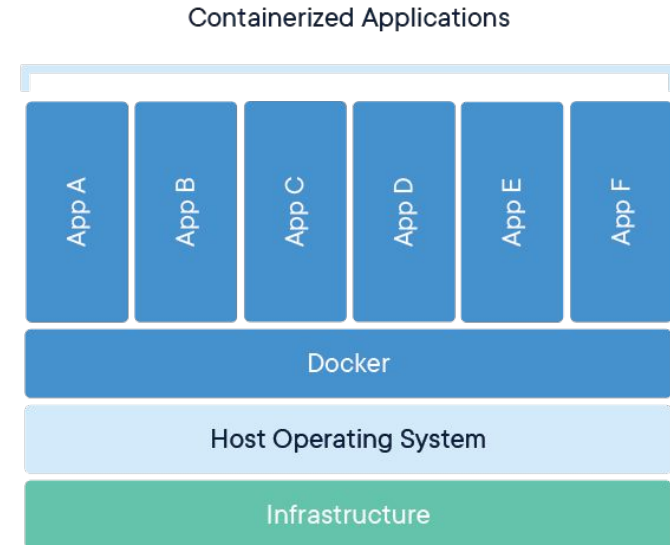 Containerized Applications
App A
App B
App C
App D
App E
App F
Docker
Host Operating System
Infrastructure